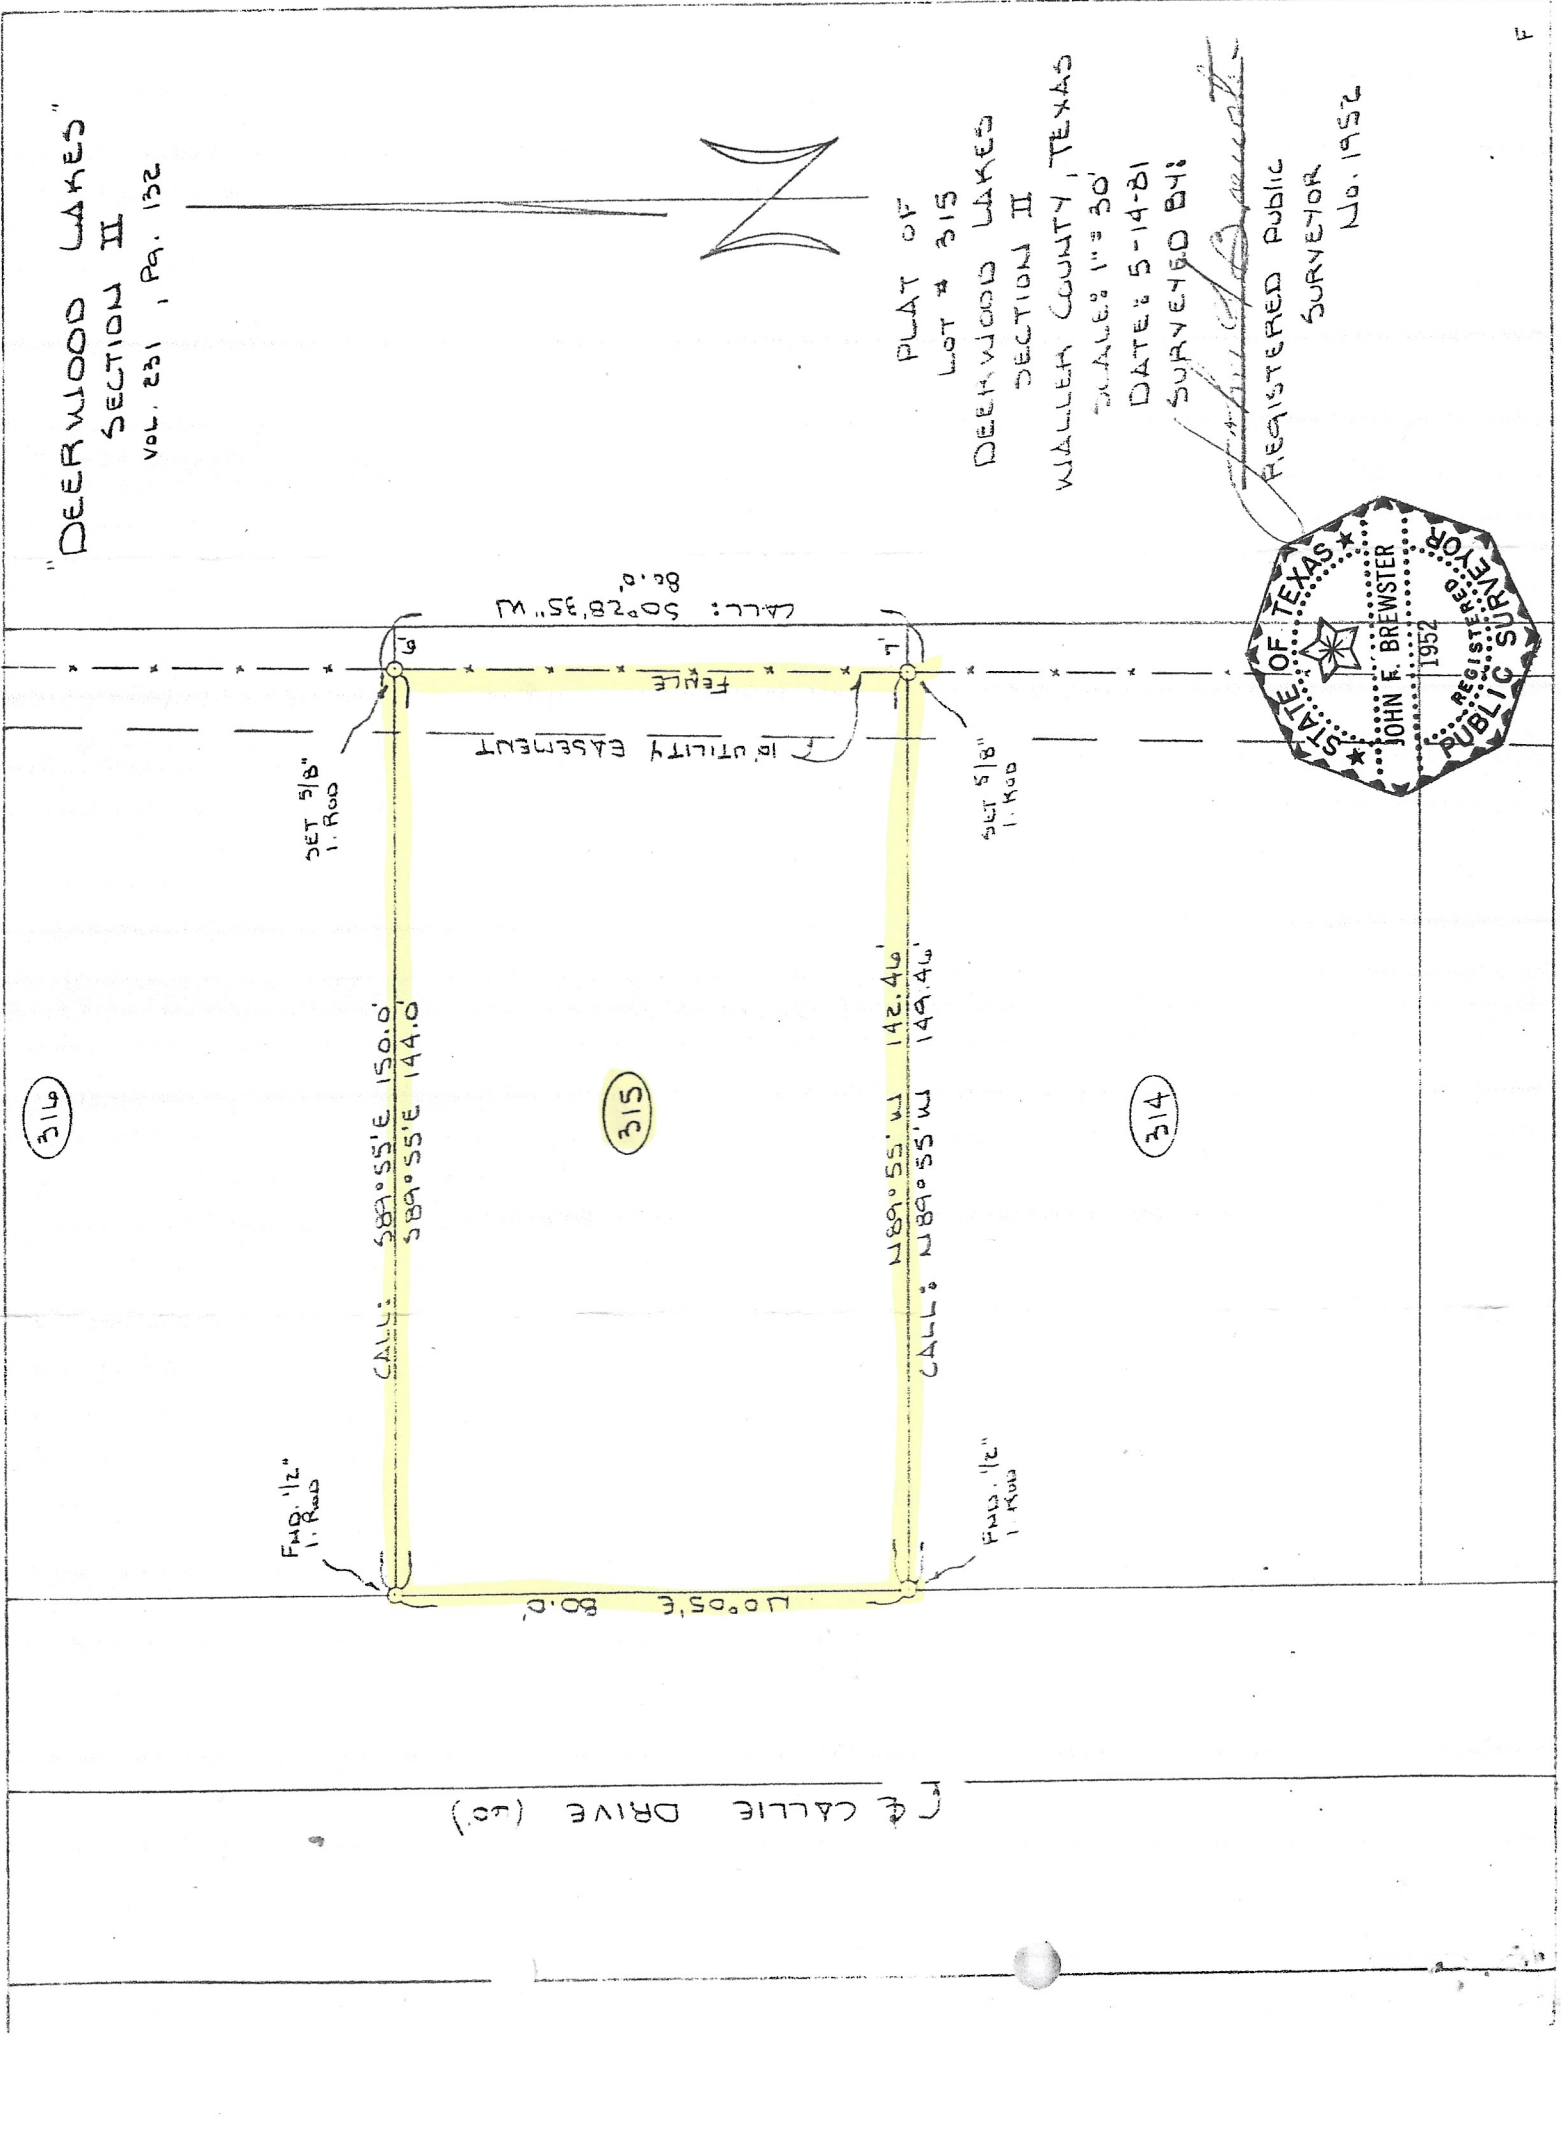 "DEERWOOD LAKES"
SECTION II
VOL. 231, Pg. 132
PLAT OF
LOT # 315
DEERWOOD LAKES
SECTION II
WALLER COUNTY, TEXAS
SCALE: 1" = 30'
DATE: 5-14-81
SURVEYED BY:
REGISTERED PUBLIC
SURVEYOR
No. 1952
STATE OF TEXAS
JOHN F. BREWSTER
1952
REGISTERED
PUBLIC SURVEYOR
CALL: S0°28'35"W
80.0'
6'
7'
FENCE
10' UTILITY EASEMENT
SET 5/8"
I. ROD
SET 5/8"
I. ROD
CALL: S89°55'E 150.0'
S89°55'E 144.0'
N89°55'W 142.46'
CALL: N89°55'W 149.46'
316
315
314
FND. 1/2"
I. ROD
FND. 1/2"
I. ROD
N0°05'E 80.0'
℄ CALLIE DRIVE (60')
F